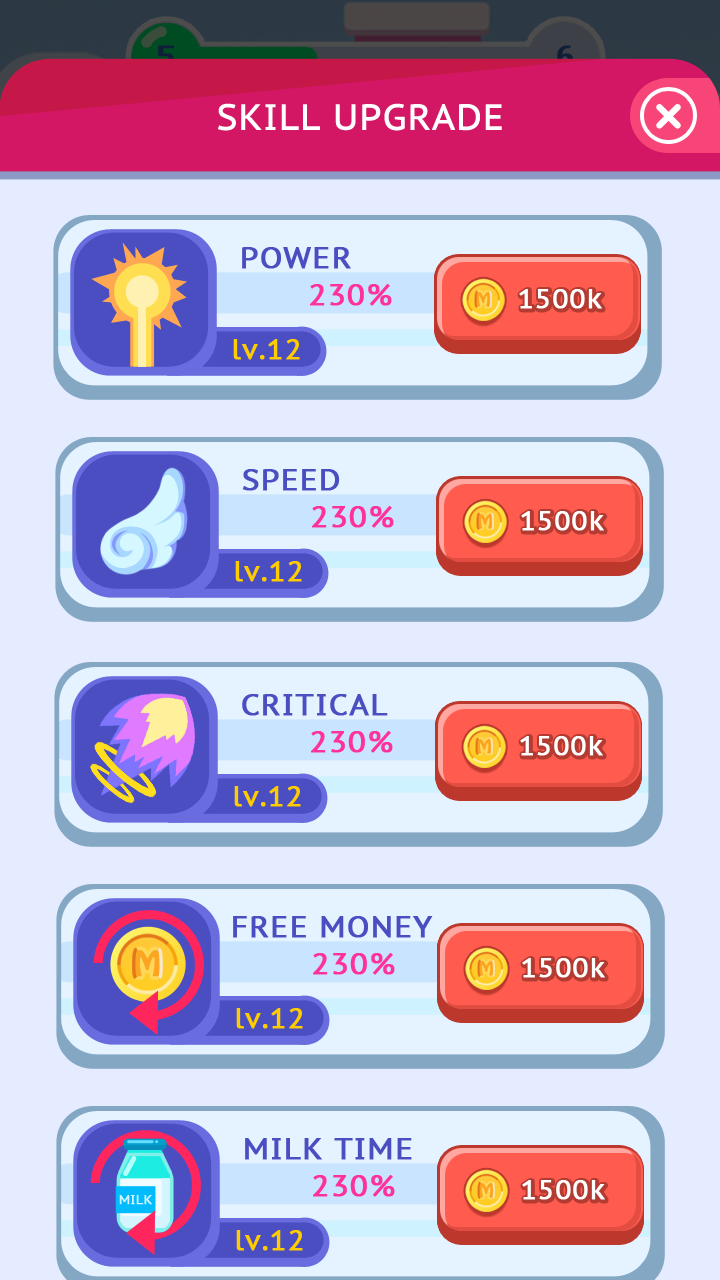 5
6
SKILL UPGRADE
POWER
230%
lv.12
M
1500k
SPEED
230%
lv.12
M
1500k
CRITICAL
230%
lv.12
M
1500k
M
FREE MONEY
230%
lv.12
M
1500k
MILK
MILK TIME
230%
lv.12
M
1500k